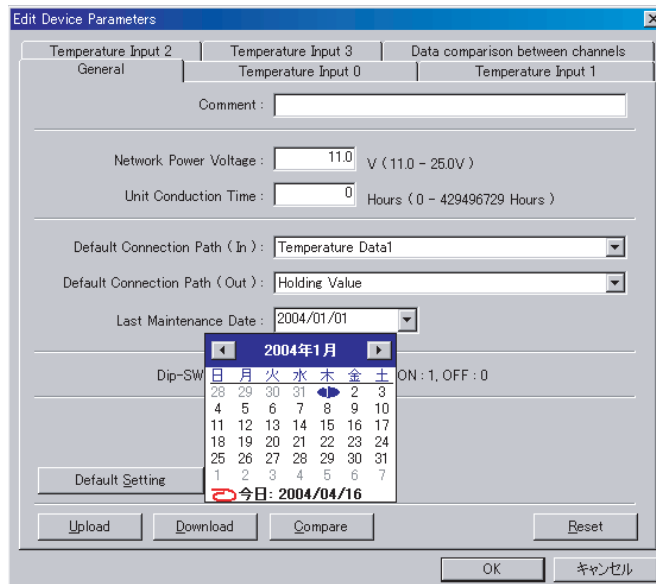 Edit Device Parameters
Temperature Input 2 Temperature Input 3 Data comparison between channels
General Temperature Input 0 Temperature Input 1
Comment :
Network Power Voltage : 11.0 V ( 11.0 - 25.0V )
Unit Conduction Time : 0 Hours ( 0 - 429496729 Hours )
Default Connection Path ( In ) : Temperature Data1
Default Connection Path ( Out ) : Holding Value
Last Maintenance Date : 2004/01/01
2004年1月
Dip-SW ON : 1, OFF : 0
日 月 火 水 木 金 土
28 29 30 31 1 2 3
4 5 6 7 8 9 10
11 12 13 14 15 16 17
18 19 20 21 22 23 24
25 26 27 28 29 30 31
1 2 3 4 5 6 7
今日: 2004/04/16
Default Setting
Upload Download Compare Reset
OK キャンセル